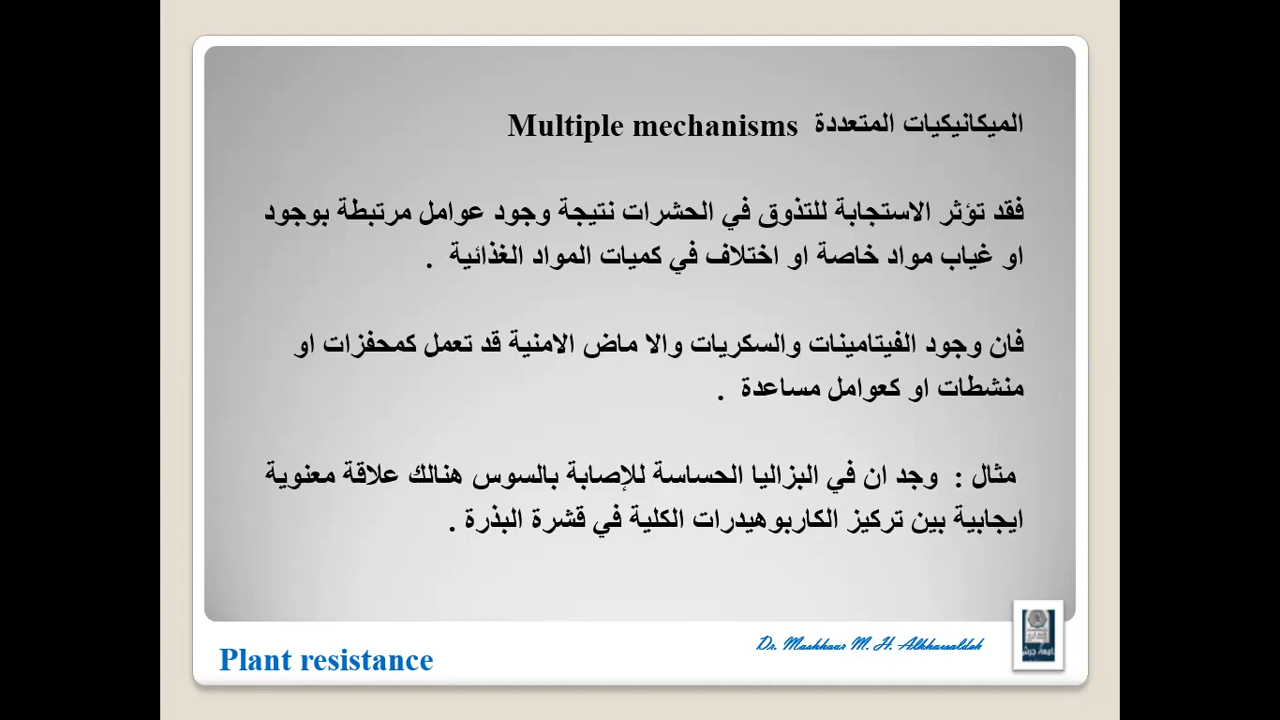 الميكانيكيات المتعددة Multiple mechanisms
فقد تؤثر الاستجابة للتذوق في الحشرات نتيجة وجود عوامل مرتبطة بوجود
او غياب مواد خاصة او اختلاف في كميات المواد الغذائية .
فان وجود الفيتامينات والسكريات والا ماض الامنية قد تعمل كمحفزات او
منشطات او كعوامل مساعدة .
مثال : وجد ان في البزاليا الحساسة للإصابة بالسوس هنالك علاقة معنوية
ايجابية بين تركيز الكاربوهيدرات الكلية في قشرة البذرة .
Dr. Mashhour M. H. Alkhawaldeh
Plant resistance